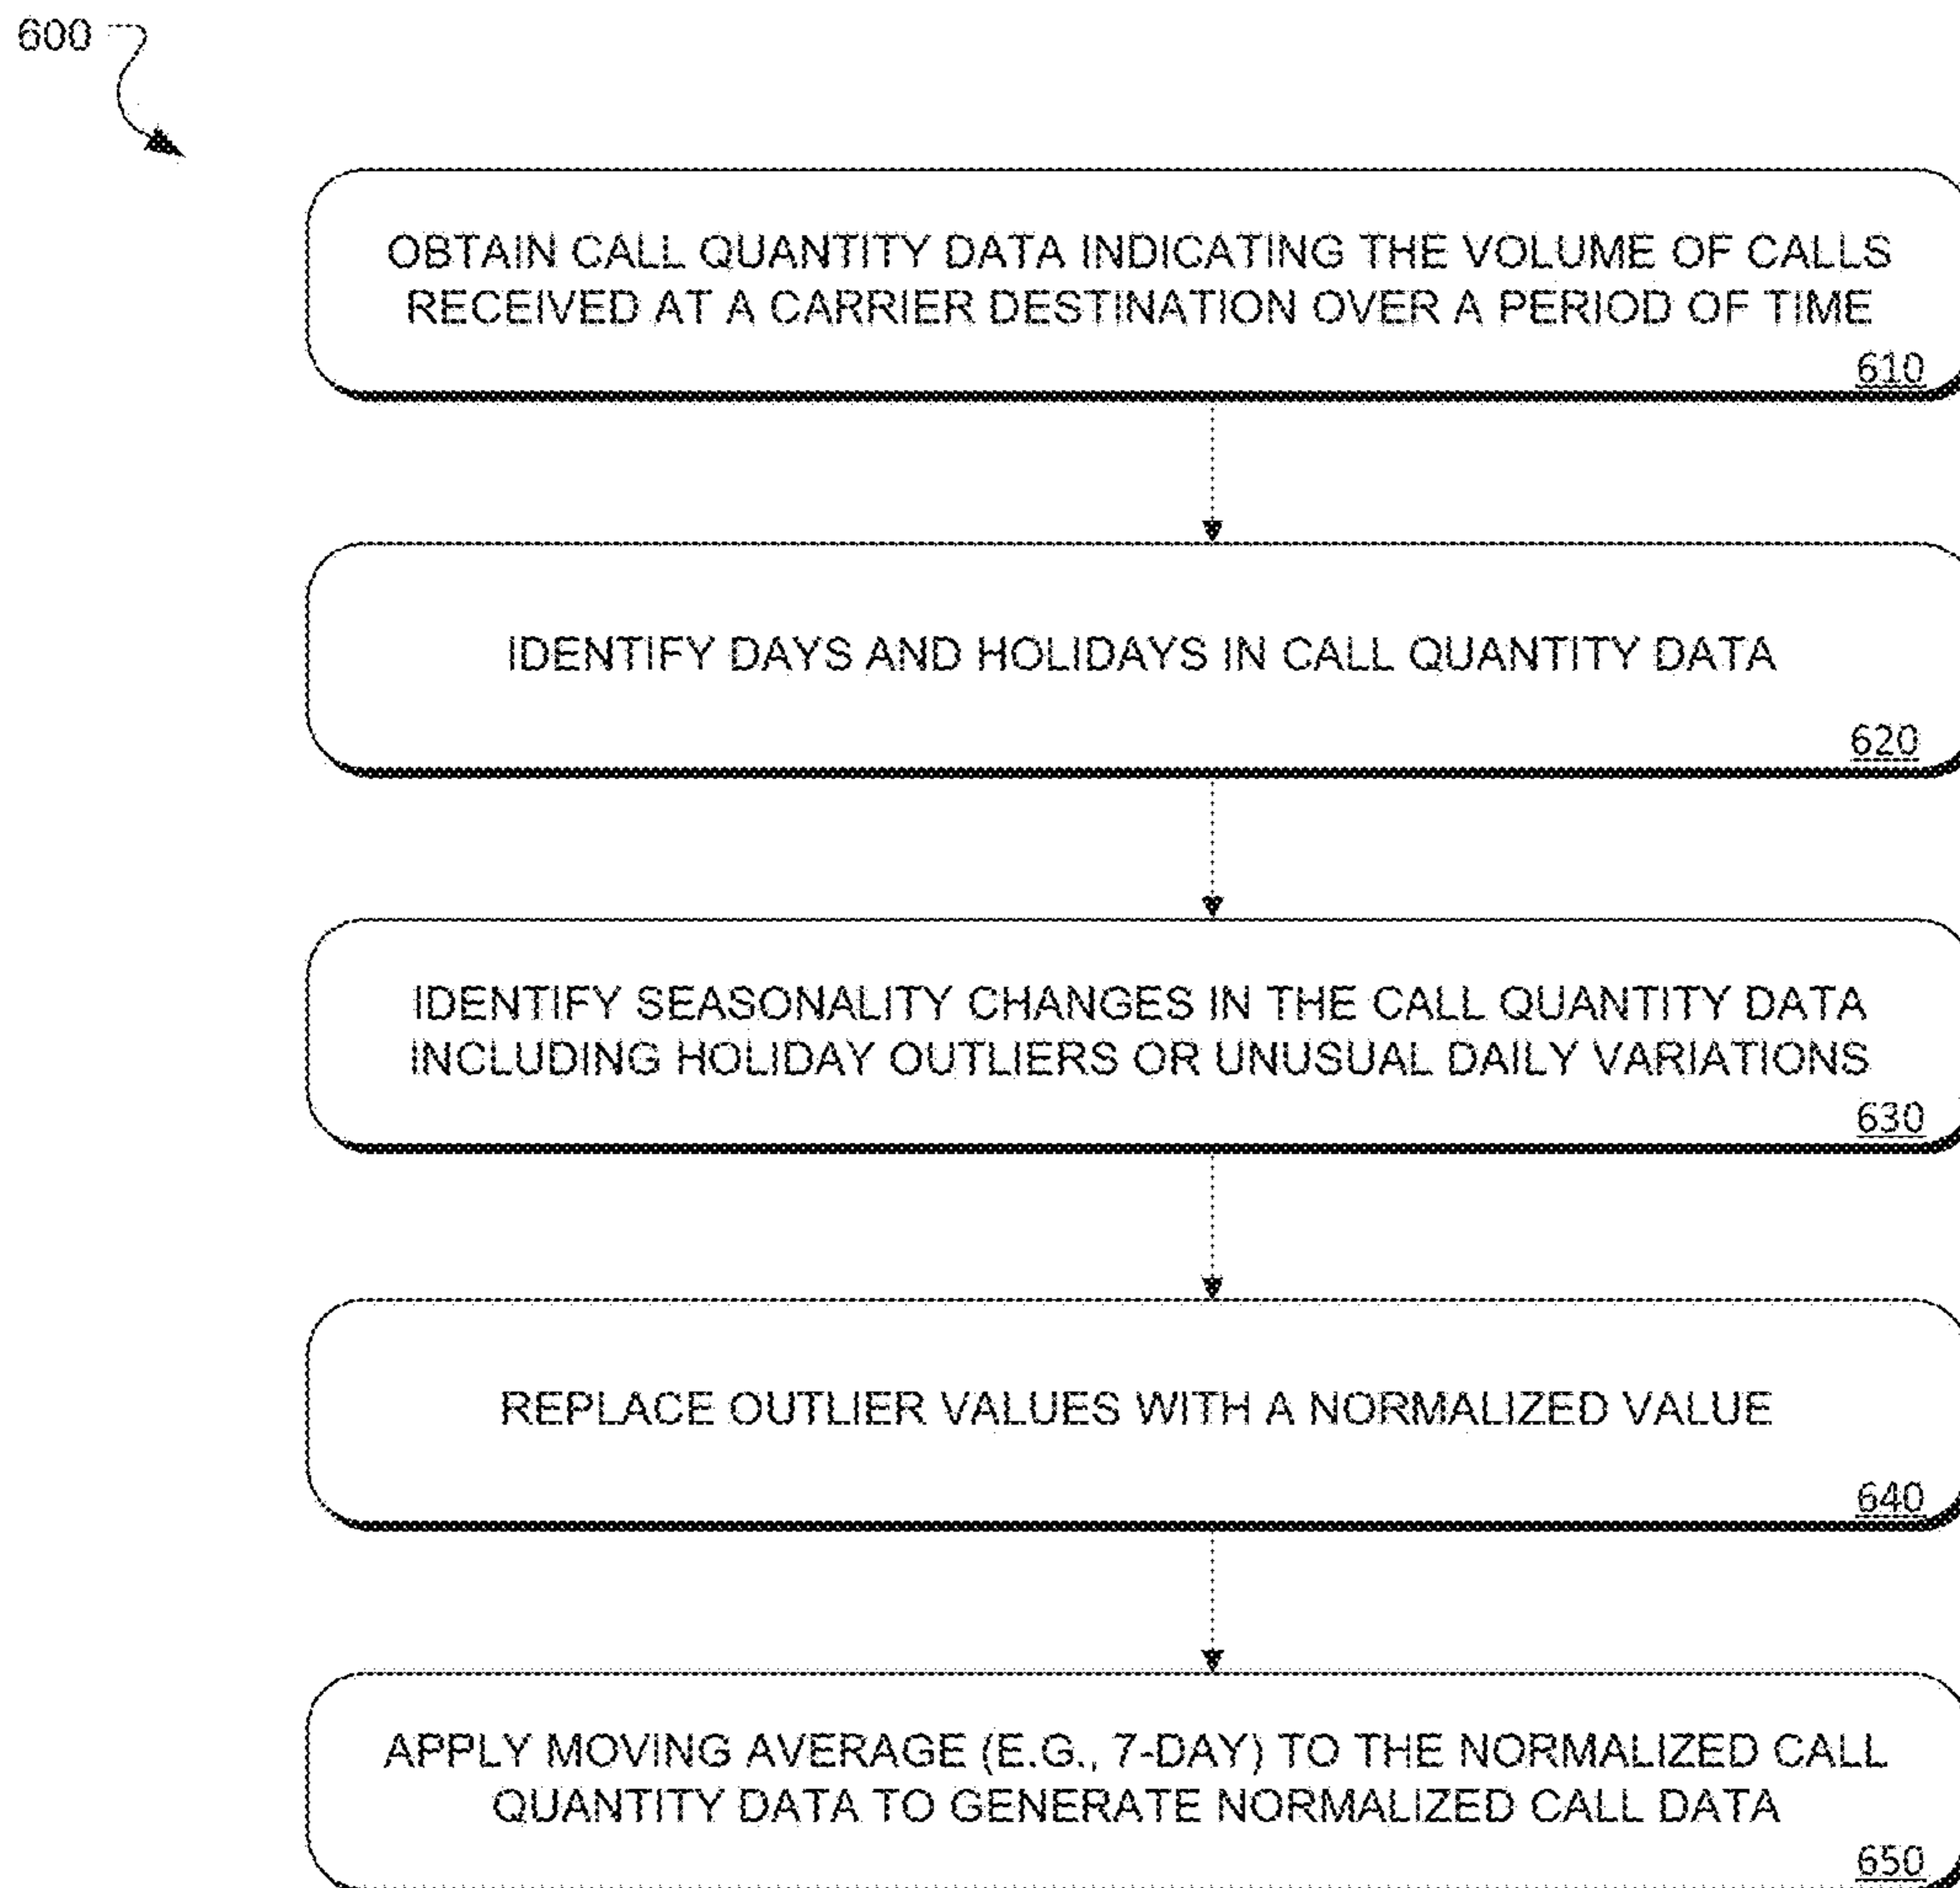 600
OBTAIN CALL QUANTITY DATA INDICATING THE VOLUME OF CALLS
RECEIVED AT A CARRIER DESTINATION OVER A PERIOD OF TIME
610
IDENTIFY DAYS AND HOLIDAYS IN CALL QUANTITY DATA
620
IDENTIFY SEASONALITY CHANGES IN THE CALL QUANTITY DATA
INCLUDING HOLIDAY OUTLIERS OR UNUSUAL DAILY VARIATIONS
630
REPLACE OUTLIER VALUES WITH A NORMALIZED VALUE
640
APPLY MOVING AVERAGE (E.G., 7-DAY) TO THE NORMALIZED CALL
QUANTITY DATA TO GENERATE NORMALIZED CALL DATA
650